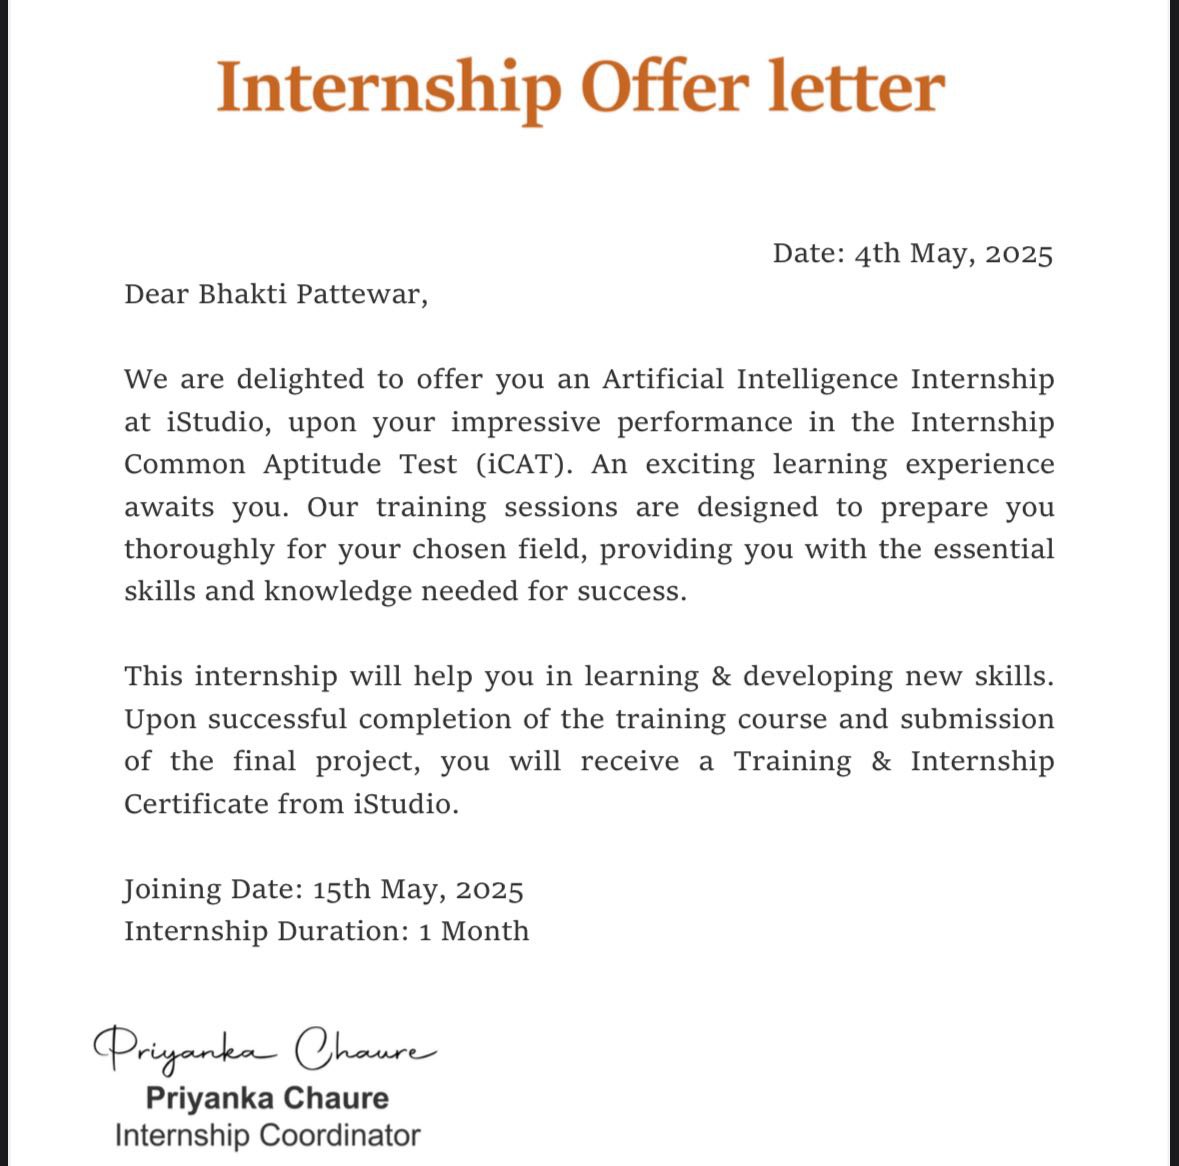 Internship Offer letter
Date: 4th May, 2025
Dear Bhakti Pattewar,
We are delighted to offer you an Artificial Intelligence Internship
at iStudio, upon your impressive performance in the Internship
Common Aptitude Test (iCAT). An exciting learning experience
awaits you. Our training sessions are designed to prepare you
thoroughly for your chosen field, providing you with the essential
skills and knowledge needed for success.
This internship will help you in learning & developing new skills.
Upon successful completion of the training course and submission
of the final project, you will receive a Training & Internship
Certificate from iStudio.
Joining Date: 15th May, 2025
Internship Duration: 1 Month
Priyanka Chaure
Priyanka Chaure
Internship Coordinator